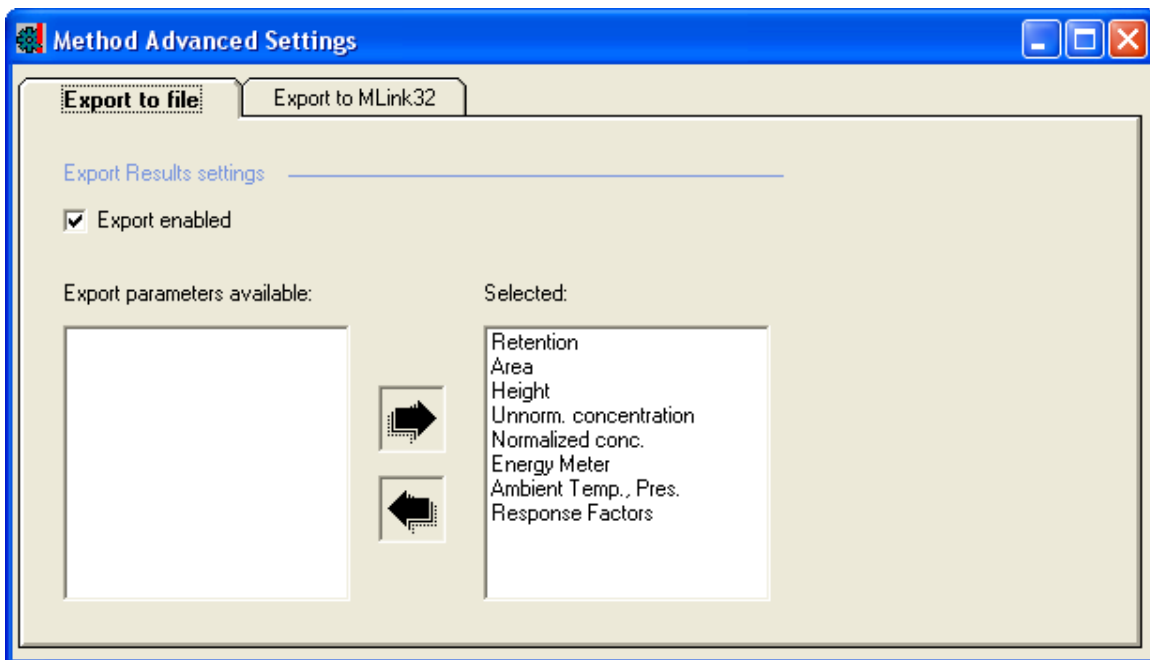 Method Advanced Settings
Export to file
Export to MLink32
Export Results settings
Export enabled
Export parameters available:
Selected:
Retention
Area
Height
Unnorm. concentration
Normalized conc.
Energy Meter
Ambient Temp., Pres.
Response Factors